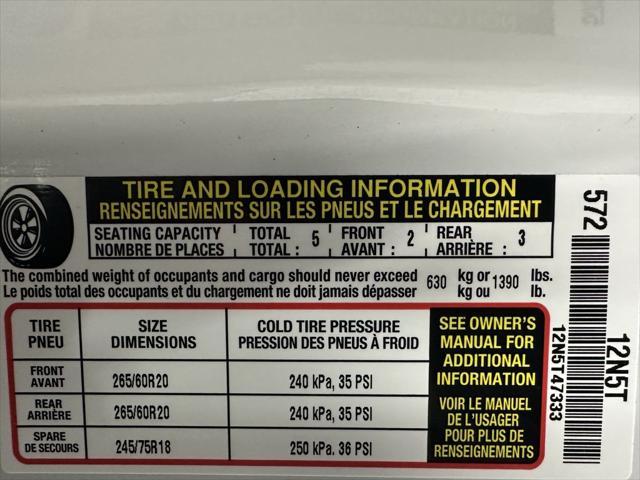 TIRE AND LOADING INFORMATION
RENSEIGNEMENTS SUR LES PNEUS ET LE CHARGEMENT
SEATING CAPACITY TOTAL 5 FRONT 2 REAR 3
NOMBRE DE PLACES TOTAL : AVANT : ARRIÈRE :
The combined weight of occupants and cargo should never exceed 630 kg or 1390 lbs.
Le poids total des occupants et du chargement ne doit jamais dépasser kg ou lb.
TIRE SIZE COLD TIRE PRESSURE
PNEU DIMENSIONS PRESSION DES PNEUS À FROID
FRONT
AVANT 265/60R20 240 kPa, 35 PSI
REAR
ARRIÈRE 265/60R20 240 kPa, 35 PSI
SPARE
DE SECOURS 245/75R18 250 kPa. 36 PSI
SEE OWNER'S
MANUAL FOR
ADDITIONAL
INFORMATION
VOIR LE MANUEL
DE L'USAGER
POUR PLUS DE
RENSEIGNEMENTS
572
12N5T
12N5T47333